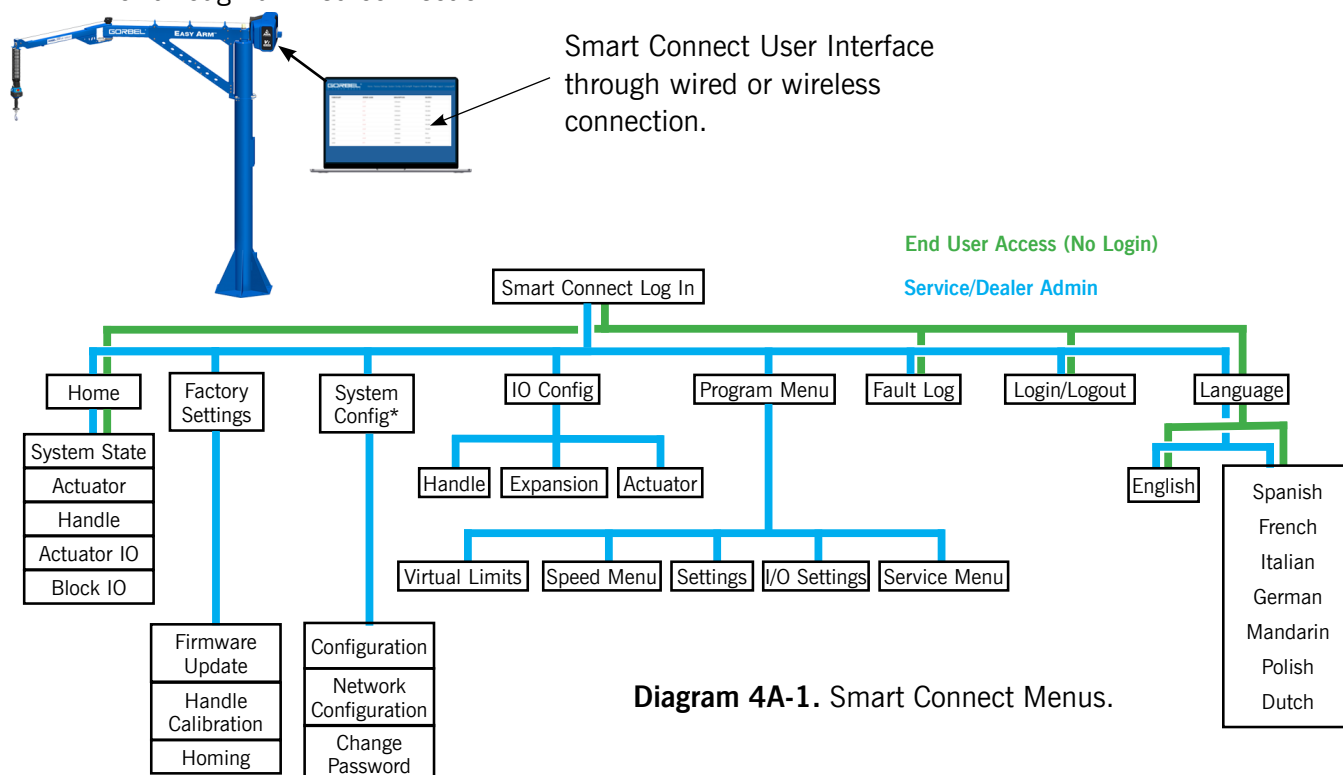 GORBEL
EASY ARM
GORBEL
Smart Connect User Interface
through wired or wireless
connection.
End User Access (No Login)
Service/Dealer Admin
Smart Connect Log In
Home
Factory
Settings
System
Config*
IO Config
Program Menu
Fault Log
Login/Logout
Language
System State
Actuator
Handle
Actuator IO
Block IO
Handle
Expansion
Actuator
English
Spanish
French
Italian
German
Mandarin
Polish
Dutch
Virtual Limits
Speed Menu
Settings
I/O Settings
Service Menu
Firmware
Update
Handle
Calibration
Homing
Configuration
Network
Configuration
Change
Password
Diagram 4A-1. Smart Connect Menus.